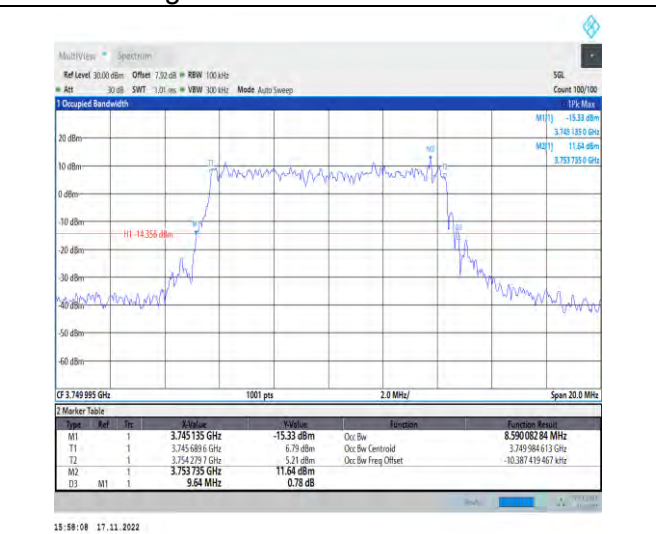 MultiView Spectrum
Ref Level 30.00 dBm Offset 7.92 dB RBW 100 kHz SGL
Att 30 dB SWT 1.01 ms VBW 300 kHz Mode Auto Sweep Count 100/100
1 Occupied Bandwidth 1Pk Max
M1[1] -15.33 dBm
3.745 135 0 GHz
M2[1] 11.64 dBm
3.753 735 0 GHz
20 dBm
10 dBm
0 dBm
-10 dBm
-20 dBm
-30 dBm
-40 dBm
-50 dBm
-60 dBm
T1
M2
T2
M1
D3
H1 -14.356 dBm
CF 3.749 995 GHz 1001 pts 2.0 MHz/ Span 20.0 MHz
2 Marker Table
Type Ref Trc X-Value Y-Value Function Function Result
M1 1 3.745 135 GHz -15.33 dBm Occ Bw 8.590 082 84 MHz
T1 1 3.745 689 6 GHz 6.79 dBm Occ Bw Centroid 3.749 984 613 GHz
T2 1 3.754 279 7 GHz 5.21 dBm Occ Bw Freq Offset -10.387 419 467 kHz
M2 1 3.753 735 GHz 11.64 dBm
D3 M1 1 9.64 MHz 0.78 dB
15:58:08 17.11.2022